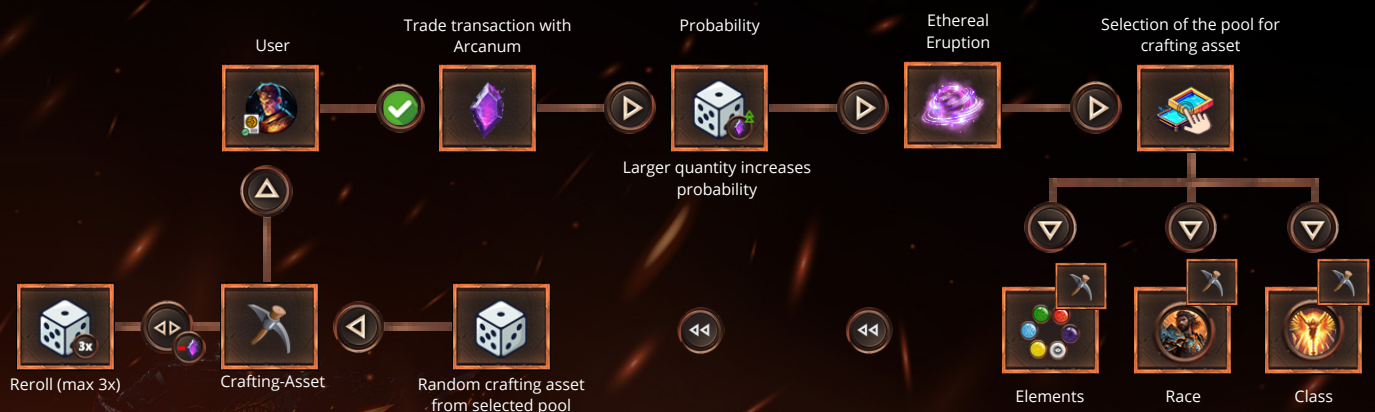 User
Trade transaction with
Arcanum
Probability
Ethereal
Eruption
Selection of the pool for
crafting asset
Larger quantity increases
probability
3x
Reroll (max 3x)
Crafting-Asset
Random crafting asset
from selected pool
Elements
Race
Class